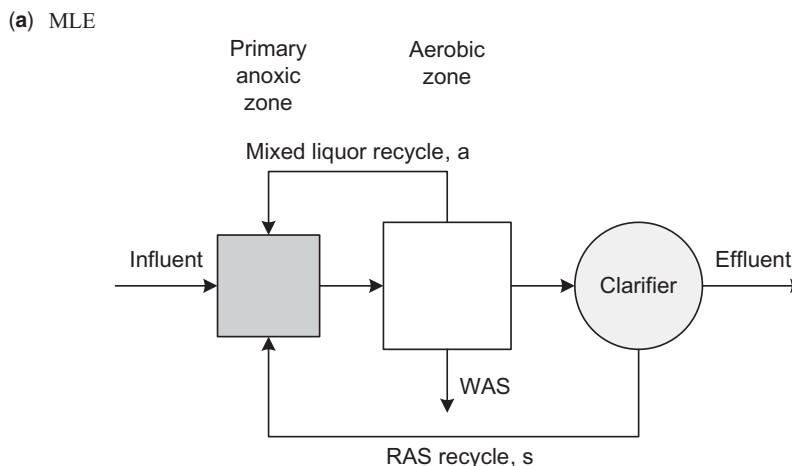 (a) MLE
Primary
anoxic
zone
Aerobic
zone
Mixed liquor recycle, a
Influent
Clarifier
Effluent
WAS
RAS recycle, s